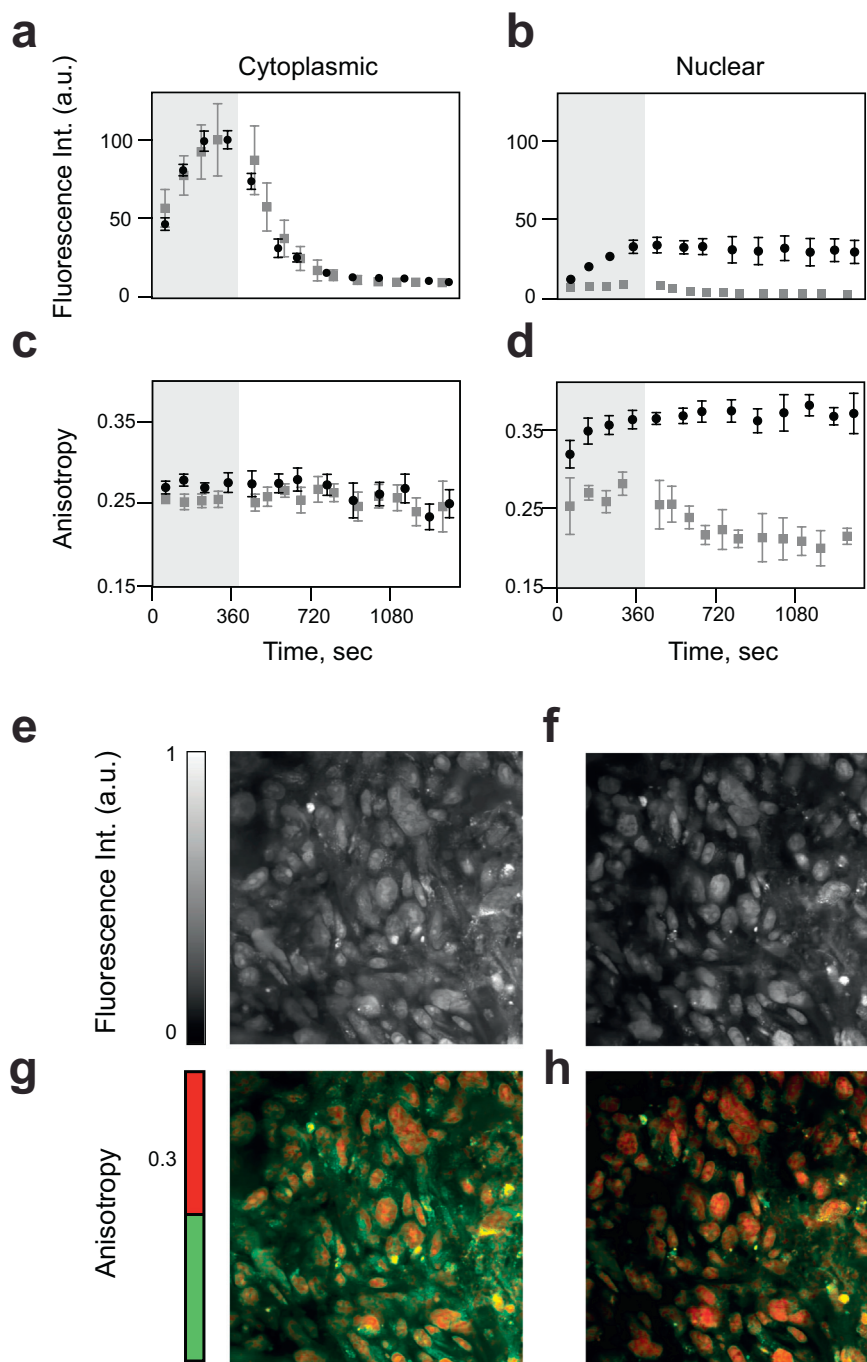 a
b
Cytoplasmic
Nuclear
Fluorescence Int. (a.u.)
100
50
0
100
50
0
c
d
Anisotropy
0.35
0.25
0.15
0.35
0.25
0.15
0 360 720 1080
0 360 720 1080
Time, sec
Time, sec
e
f
Fluorescence Int. (a.u.)
1
0
g
h
Anisotropy
0.3